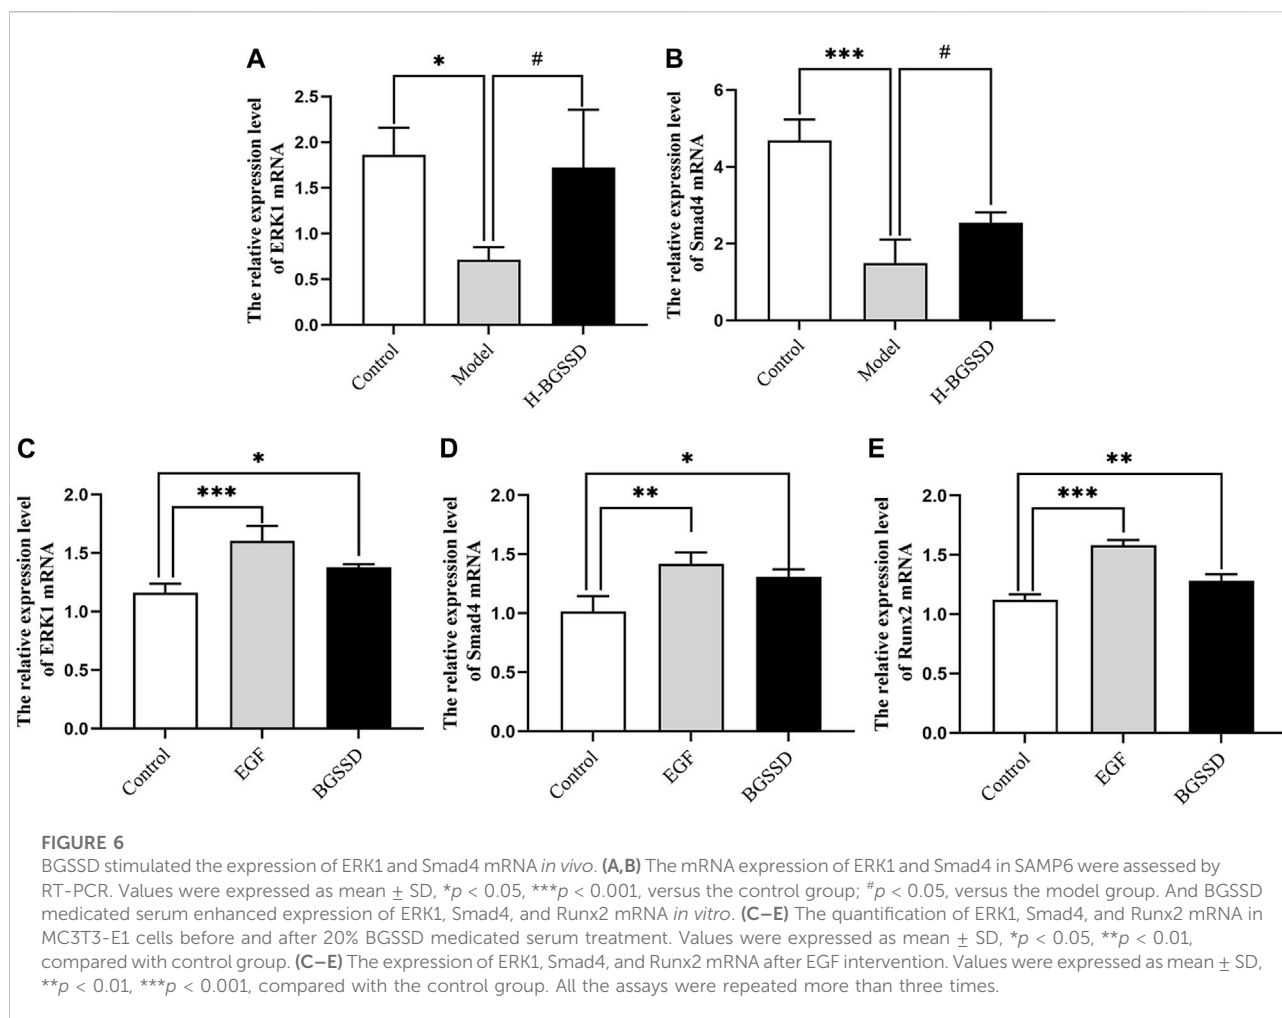 A
*
#
The relative expression level
of ERK1 mRNA
2.5
2.0
1.5
1.0
0.5
0.0
Control
Model
H-BGSSD
B
***
#
The relative expression level
of Smad4 mRNA
6
4
2
0
Control
Model
H-BGSSD
C
*
***
The relative expression level
of ERK1 mRNA
2.0
1.5
1.0
0.5
0.0
Control
EGF
BGSSD
D
*
**
The relative expression level
of Smad4 mRNA
2.0
1.5
1.0
0.5
0.0
Control
EGF
BGSSD
E
**
***
The relative expression level
of Runx2 mRNA
2.0
1.5
1.0
0.5
0.0
Control
EGF
BGSSD
FIGURE 6
BGSSD stimulated the expression of ERK1 and Smad4 mRNA in vivo. (A,B) The mRNA expression of ERK1 and Smad4 in SAMP6 were assessed by
RT-PCR. Values were expressed as mean ± SD, *p < 0.05, ***p < 0.001, versus the control group; #p < 0.05, versus the model group. And BGSSD
medicated serum enhanced expression of ERK1, Smad4, and Runx2 mRNA in vitro. (C–E) The quantification of ERK1, Smad4, and Runx2 mRNA in
MC3T3-E1 cells before and after 20% BGSSD medicated serum treatment. Values were expressed as mean ± SD, *p < 0.05, **p < 0.01,
compared with control group. (C–E) The expression of ERK1, Smad4, and Runx2 mRNA after EGF intervention. Values were expressed as mean ± SD,
**p < 0.01, ***p < 0.001, compared with the control group. All the assays were repeated more than three times.